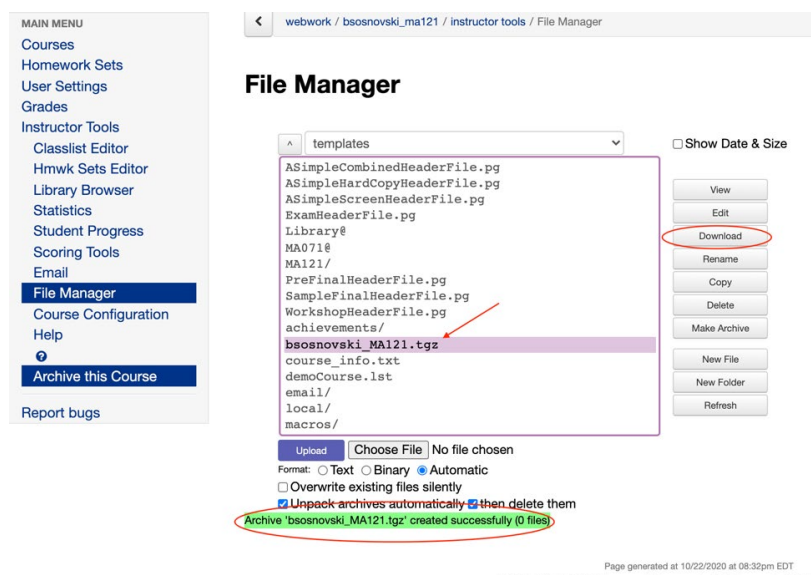 MAIN MENU
Courses
Homework Sets
User Settings
Grades
Instructor Tools
Classlist Editor
Hmwk Sets Editor
Library Browser
Statistics
Student Progress
Scoring Tools
Email
File Manager
Course Configuration
Help
?
Archive this Course
Report bugs
webwork / bsosnovski_ma121 / instructor tools / File Manager
File Manager
^ templates
Show Date & Size
ASimpleCombinedHeaderFile.pg
ASimpleHardCopyHeaderFile.pg
ASimpleScreenHeaderFile.pg
ExamHeaderFile.pg
Library@
MA071@
MA121/
PreFinalHeaderFile.pg
SampleFinalHeaderFile.pg
WorkshopHeaderFile.pg
achievements/
bsosnovski_MA121.tgz
course_info.txt
demoCourse.lst
email/
local/
macros/
View
Edit
Download
Rename
Copy
Delete
Make Archive
New File
New Folder
Refresh
Upload Choose File No file chosen
Format: Text Binary Automatic
Overwrite existing files silently
Unpack archives automatically then delete them
Archive 'bsosnovski_MA121.tgz' created successfully (0 files)
Page generated at 10/22/2020 at 08:32pm EDT